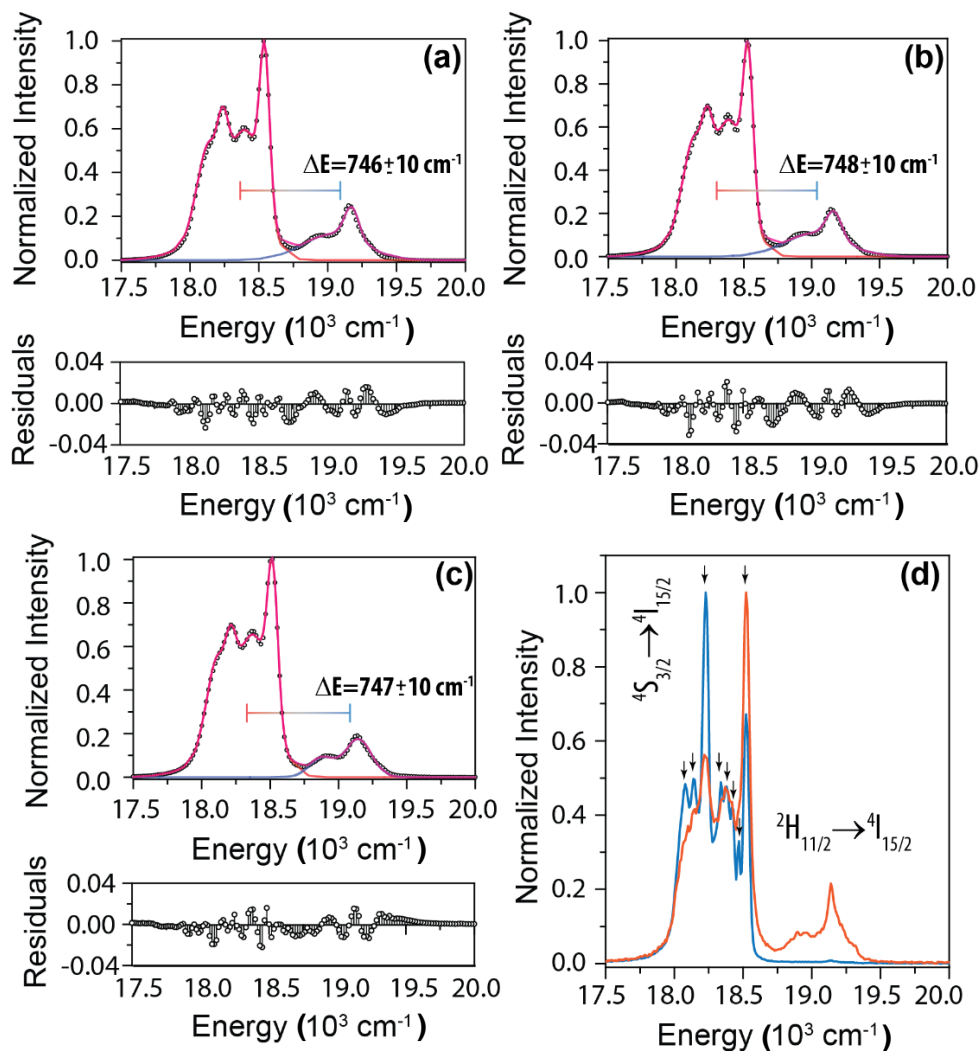 (a)
Normalized Intensity
1.0
0.8
0.6
0.4
0.2
0.0
ΔE=746±10 cm⁻¹
17.5 18.0 18.5 19.0 19.5 20.0
Energy (10³ cm⁻¹)
Residuals
0.04
0.00
-0.04
17.5 18.0 18.5 19.0 19.5 20.0
Energy (10³ cm⁻¹)
(b)
Normalized Intensity
1.0
0.8
0.6
0.4
0.2
0.0
ΔE=748±10 cm⁻¹
17.5 18.0 18.5 19.0 19.5 20.0
Energy (10³ cm⁻¹)
Residuals
0.04
0.00
-0.04
17.5 18.0 18.5 19.0 19.5 20.0
Energy (10³ cm⁻¹)
(c)
Normalized Intensity
1.0
0.8
0.6
0.4
0.2
0.0
ΔE=747±10 cm⁻¹
17.5 18.0 18.5 19.0 19.5 20.0
Energy (10³ cm⁻¹)
Residuals
0.04
0.00
-0.04
17.5 18.0 18.5 19.0 19.5 20.0
Energy (10³ cm⁻¹)
(d)
Normalized Intensity
1.0
0.8
0.6
0.4
0.2
0.0
⁴S₃/₂→⁴I₁₅/₂
²H₁₁/₂→⁴I₁₅/₂
17.5 18.0 18.5 19.0 19.5 20.0
Energy (10³ cm⁻¹)